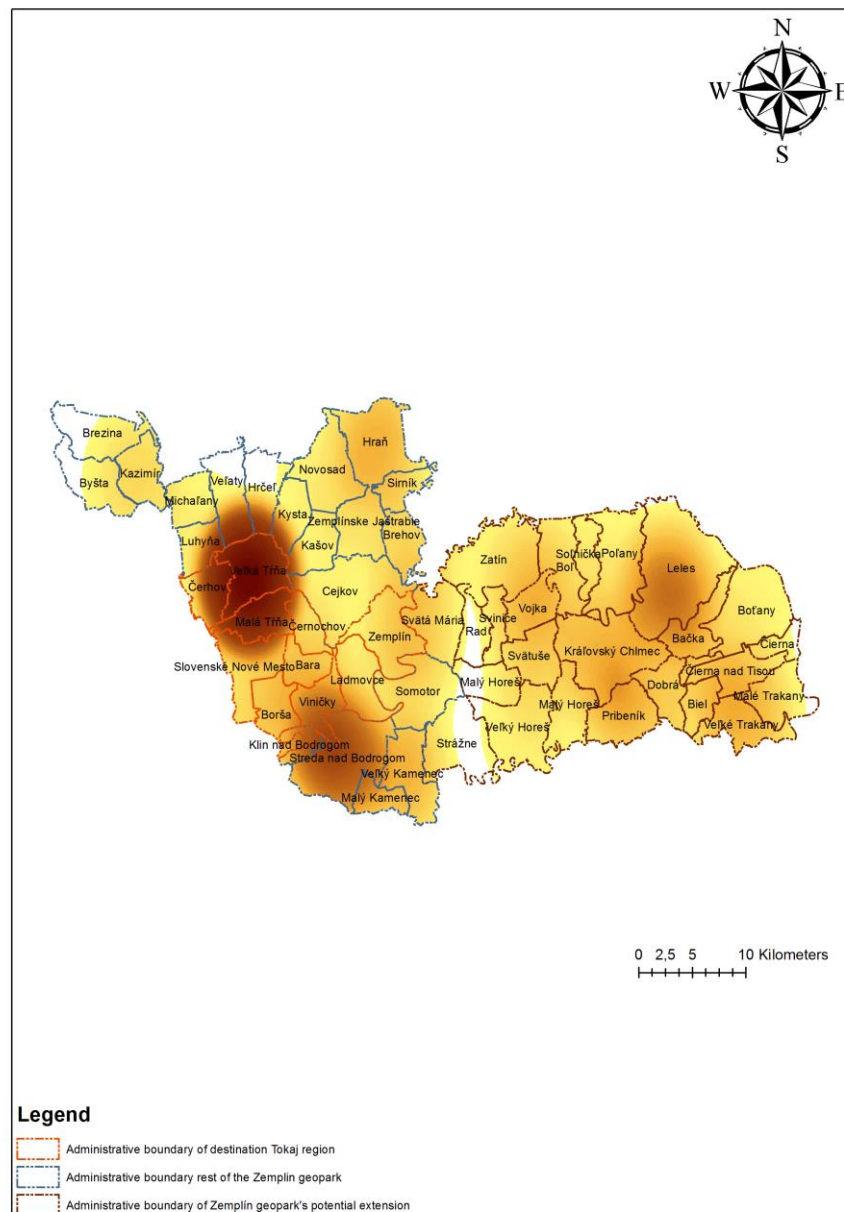 N
W E
S
Brezina
Hraň
Byšta
Kazimír
Novosad
Veľaty
Hrčeľ
Sirník
Michaľany
Kysta
Zemplínske Jastrabie
Brehov
Luhyňa
Kašov
Zatín
Soľnička
Boľ
Poľany
Leles
Veľká Tŕňa
Čerhov
Cejkov
Vojka
Boťany
Malá Tŕňa
Černochov
Zemplín
Svätá Mária
Rad
Svinice
Bačka
Čierna
Slovenské Nové Mesto
Bara
Ladmovce
Svätuše
Kráľovský Chlmec
Čierna nad Tisou
Viničky
Somotor
Malý Horeš
Dobrá
Malé Trakany
Borša
Malý Horeš
Biel
Pribeník
Veľký Horeš
Veľké Trakany
Klin nad Bodrogom
Strážne
Streda nad Bodrogom
Veľký Kamenec
Malý Kamenec
0 2,5 5 10 Kilometers
Legend
Administrative boundary of destination Tokaj region
Administrative boundary rest of the Zemplin geopark
Administrative boundary of Zemplín geopark's potential extension